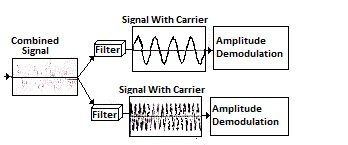 Signal With Carrier
Combined
Signal
Filter
Amplitude
Demodulation
Signal With Carrier
Filter
Amplitude
Demodulation